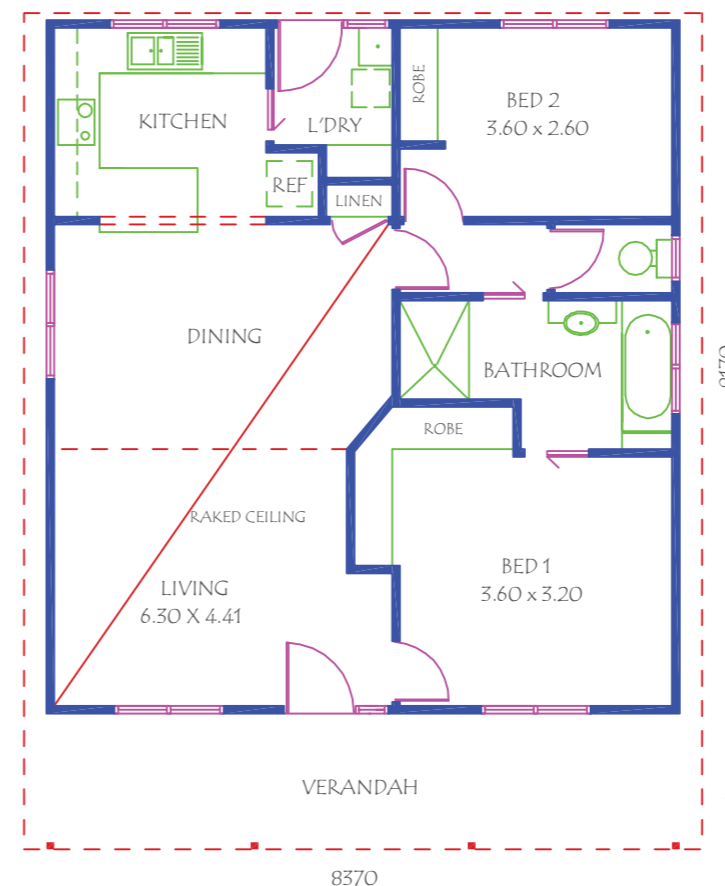 KITCHEN
L'DRY
ROBE
BED 2
3.60 x 2.60
REF
LINEN
DINING
BATHROOM
ROBE
RAKED CEILING
LIVING
6.30 X 4.41
BED 1
3.60 x 3.20
VERANDAH
8370